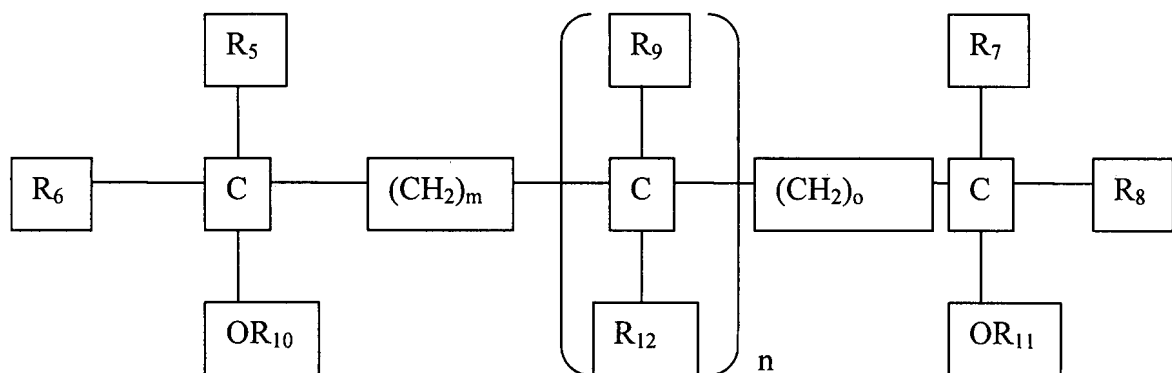 R₅ R₉ R₇
R₆ C (CH₂)ₘ C (CH₂)ₒ C R₈
OR₁₀ R₁₂ OR₁₁
n